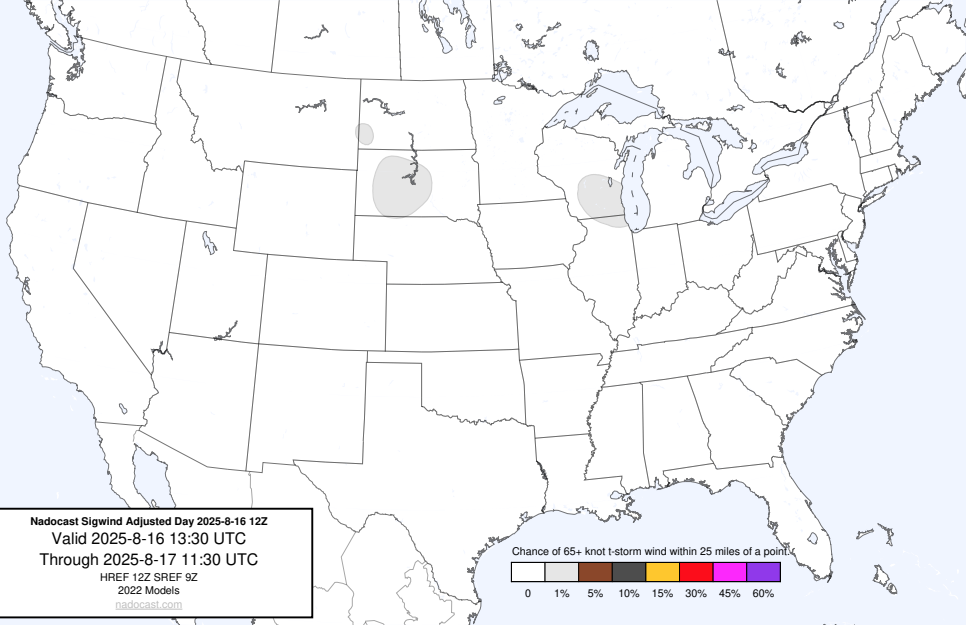 Nadocast Sigwind Adjusted Day 2025-8-16 12Z
Valid 2025-8-16 13:30 UTC
Through 2025-8-17 11:30 UTC
HREF 12Z SREF 9Z
2022 Models
nadocast.com
Chance of 65+ knot t-storm wind within 25 miles of a point.
0 1% 5% 10% 15% 30% 45% 60%